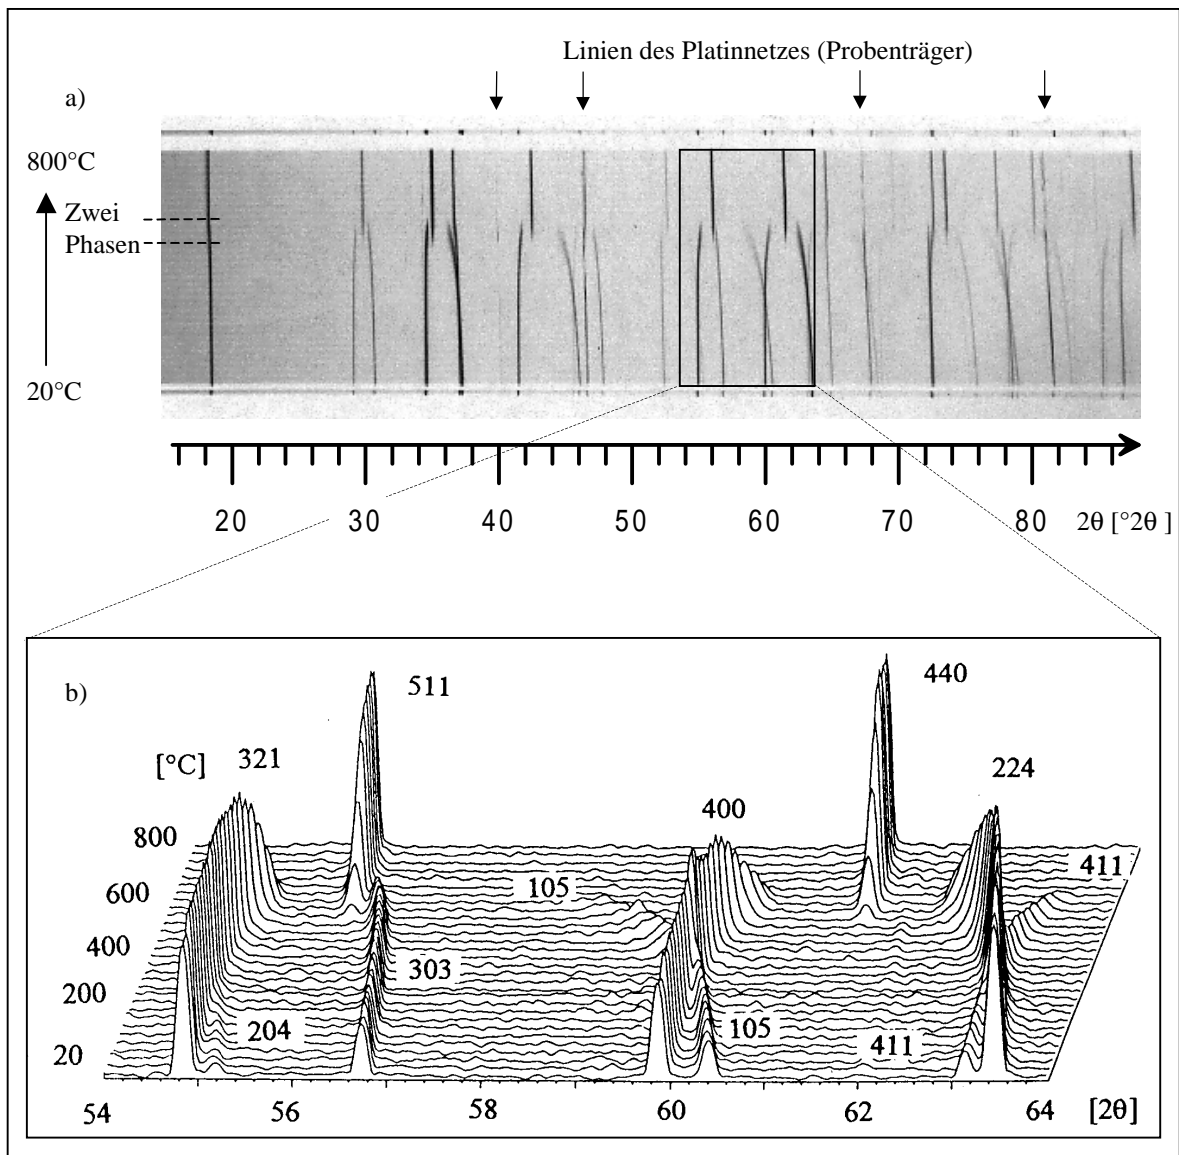 Linien des Platinnetzes (Probenträger)
a)
800°C
Zwei
Phasen
20°C
20 30 40 50 60 70 80 2θ [°2θ ]
b)
511
440
[°C]
321
224
400
800
411
105
600
400
303
200
204
105
411
20
54 56 58 60 62 64 [2θ]